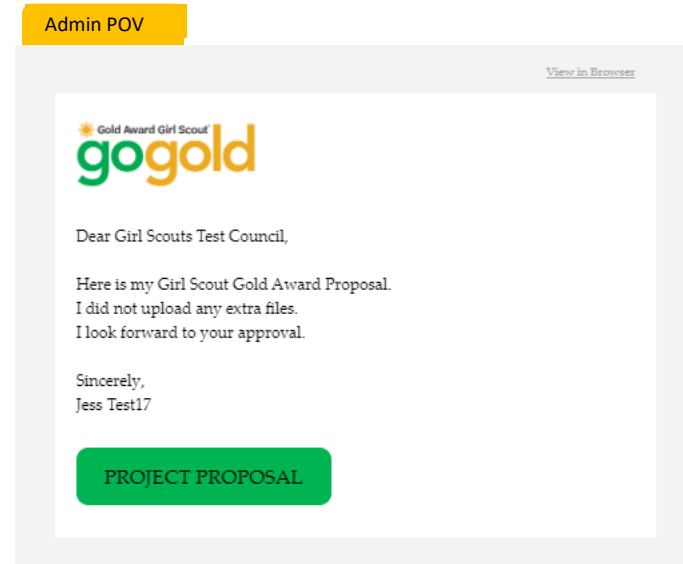 Admin POV
View in Browser
Gold Award Girl Scout
gogold
Dear Girl Scouts Test Council,
Here is my Girl Scout Gold Award Proposal.
I did not upload any extra files.
I look forward to your approval.
Sincerely,
Jess Test17
PROJECT PROPOSAL